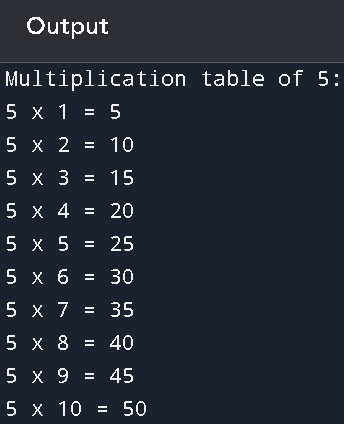 Output
Multiplication table of 5:
5 x 1 = 5
5 x 2 = 10
5 x 3 = 15
5 x 4 = 20
5 x 5 = 25
5 x 6 = 30
5 x 7 = 35
5 x 8 = 40
5 x 9 = 45
5 x 10 = 50